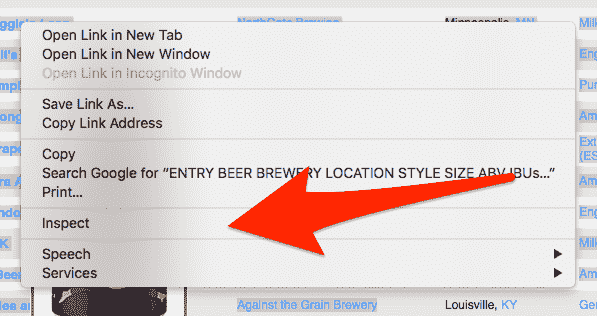 NorthGate Brewing Minneapolis, MN
Open Link in New Tab
Open Link in New Window
Open Link in Incognito Window
Save Link As...
Copy Link Address
Copy
Search Google for “ENTRY BEER BREWERY LOCATION STYLE SIZE ABV IBUs...”
Print...
Inspect
Speech
Services
Against the Grain Brewery Louisville, KY